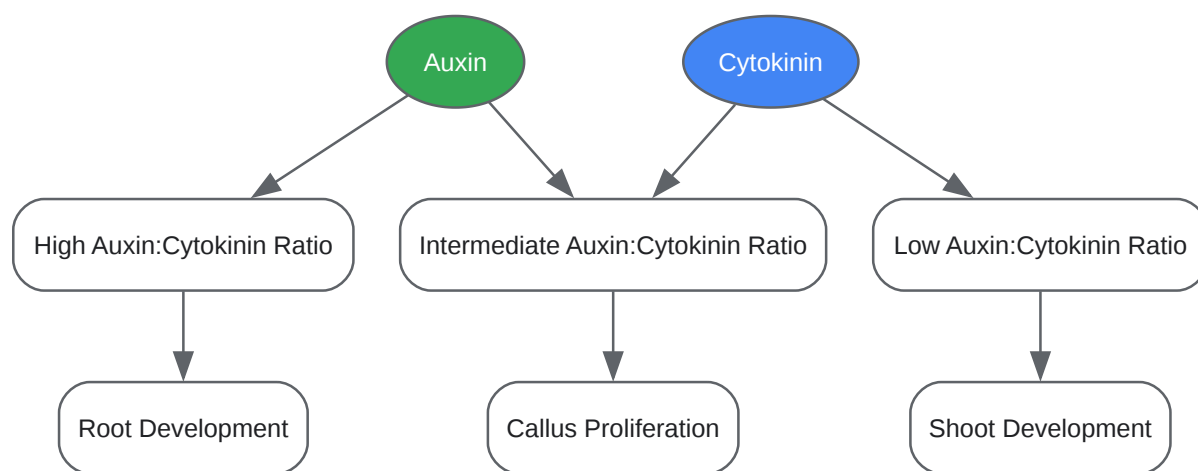 Auxin
Cytokinin
High Auxin:Cytokinin Ratio
Intermediate Auxin:Cytokinin Ratio
Low Auxin:Cytokinin Ratio
Root Development
Callus Proliferation
Shoot Development